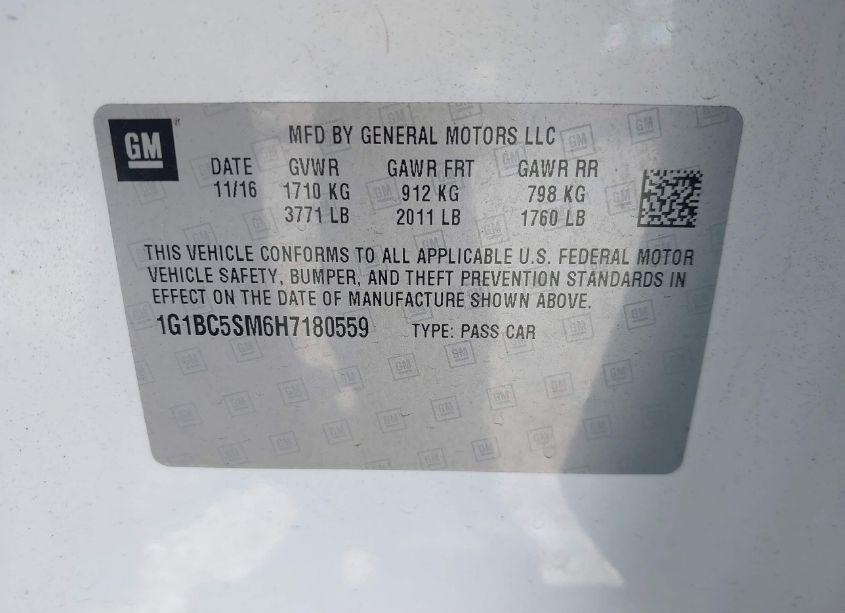 GM
MFD BY GENERAL MOTORS LLC
DATE GVWR GAWR FRT GAWR RR
11/16 1710 KG 912 KG 798 KG
3771 LB 2011 LB 1760 LB
THIS VEHICLE CONFORMS TO ALL APPLICABLE U.S. FEDERAL MOTOR
VEHICLE SAFETY, BUMPER, AND THEFT PREVENTION STANDARDS IN
EFFECT ON THE DATE OF MANUFACTURE SHOWN ABOVE.
1G1BC5SM6H7180559 TYPE: PASS CAR